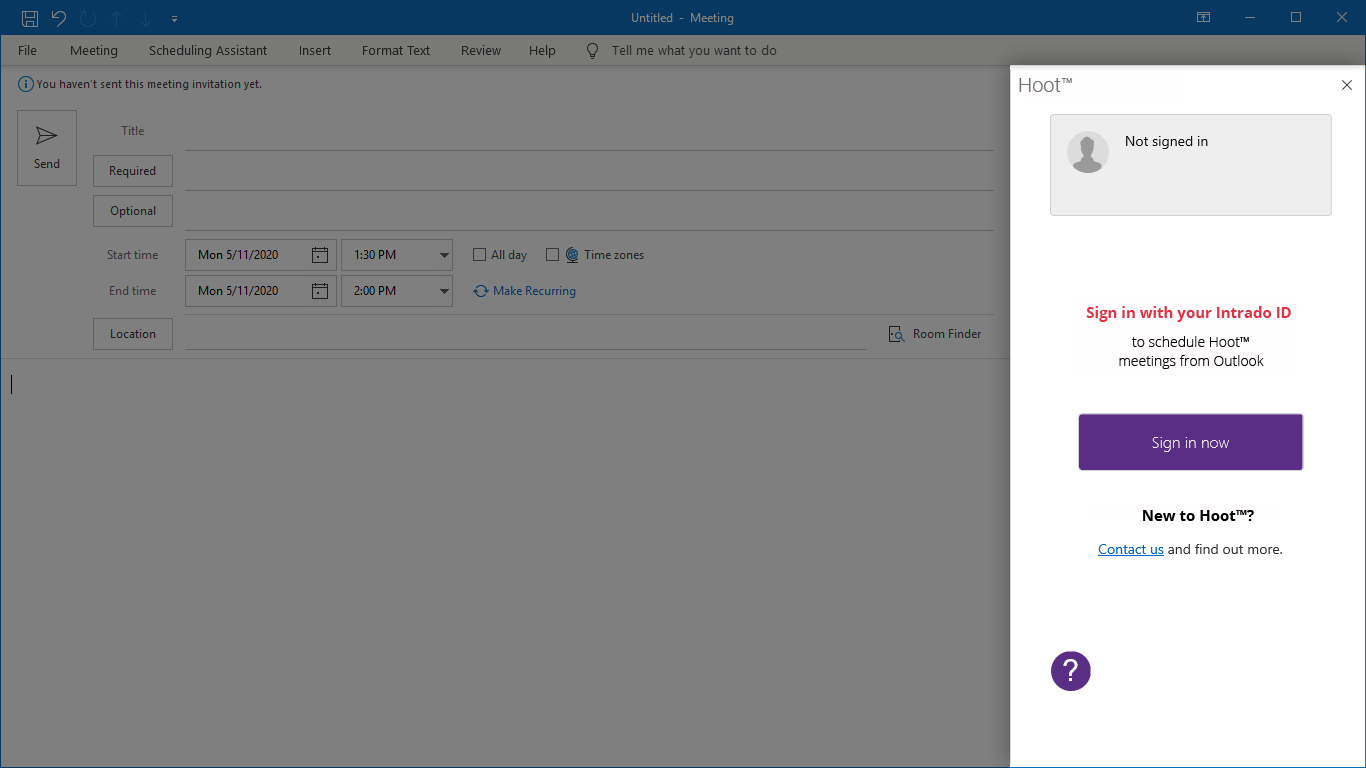 Untitled - Meeting
File Meeting Scheduling Assistant Insert Format Text Review Help Tell me what you want to do
You haven't sent this meeting invitation yet.
Send
Title
Required
Optional
Start time Mon 5/11/2020 1:30 PM All day Time zones
End time Mon 5/11/2020 2:00 PM Make Recurring
Location Room Finder
Hoot™
Not signed in
Sign in with your Intrado ID
to schedule Hoot™
meetings from Outlook
Sign in now
New to Hoot™?
Contact us and find out more.
?